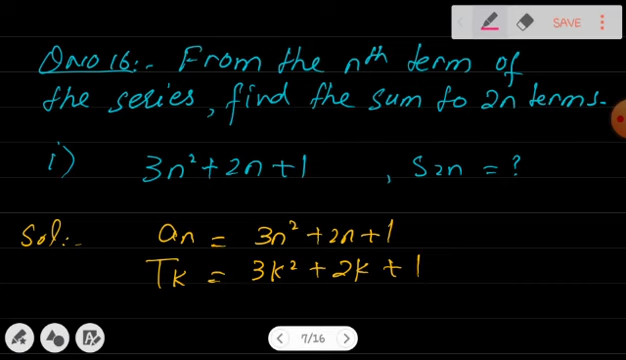 SAVE
QNO 16:- From the nth term of
the series, find the sum to 2n terms.
i) 3n² + 2n + 1 , S2n = ?
Sol:- an = 3n² + 2n + 1
Tk = 3k² + 2k + 1
7/16